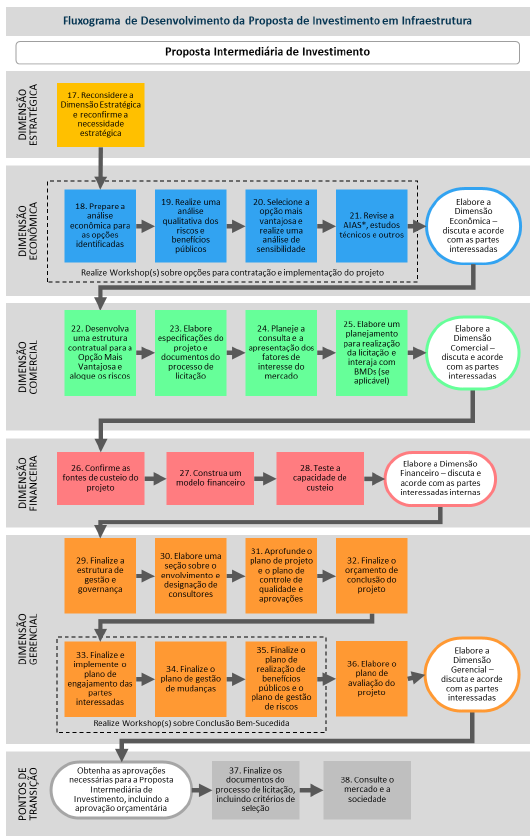 Fluxograma de Desenvolvimento da Proposta de Investimento em Infraestrutura
Proposta Intermediária de Investimento
DIMENSÃO
ESTRATÉGICA
17. Reconsidere a
Dimensão Estratégica
e reconfirme a
necessidade
estratégica
DIMENSÃO
ECONÔMICA
18. Prepare a
análise
econômica para
as opções
identificadas
19. Realize uma
análise
qualitativa dos
riscos e
benefícios
públicos
20. Selecione a
opção mais
vantajosa e
realize uma
análise de
sensibilidade
21. Revise a
AIAS*, estudos
técnicos e outros
Elabore a
Dimensão
Econômica –
discuta e acorde
com as partes
interessadas
Realize Workshop(s) sobre opções para contratação e implementação do projeto
DIMENSÃO
COMERCIAL
22. Desenvolva
uma estrutura
contratual para a
Opção Mais
Vantajosa e
aloque os riscos
23. Elabore
especificações do
projeto e
documentos do
processo de
licitação
24. Planeje a
consulta e a
apresentação dos
fatores de
interesse do
mercado
25. Elabore um
planejamento
para realização
da licitação e
interaja com
BMDs (se
aplicável)
Elabore a
Dimensão
Comercial –
discuta e acorde
com as partes
interessadas
DIMENSÃO
FINANCEIRA
26. Confirme as
fontes de custeio do
projeto
27. Construa um
modelo financeiro
28. Teste a
capacidade de
custeio
Elabore a Dimensão
Financeiro – discuta e
acorde com as partes
interessadas internas
DIMENSÃO
GERENCIAL
29. Finalize a
estrutura de
gestão e
governança
30. Elabore uma
seção sobre o
envolvimento e
designação de
consultores
31. Aprofunde o
plano de projeto
e o plano de
controle de
qualidade e
aprovações
32. Finalize o
orçamento de
conclusão do
projeto
33. Finalize e
implemente o
plano de
engajamento das
partes
interessadas
34. Finalize o
plano de gestão
de mudanças
35. Finalize o
plano de
realização de
benefícios
públicos e o
plano de gestão
de riscos
36. Elabore o
plano de
avaliação do
projeto
Elabore a
Dimensão
Gerencial –
discuta e acorde
com as partes
interessadas
Realize Workshop(s) sobre Conclusão Bem-Sucedida
PONTOS DE
TRANSIÇÃO
Obtenha as aprovações
necessárias para a Proposta
Intermediária de
Investimento, incluindo a
aprovação orçamentária
37. Finalize os
documentos do
processo de licitação,
incluindo critérios de
seleção
38. Consulte o
mercado e a
sociedade